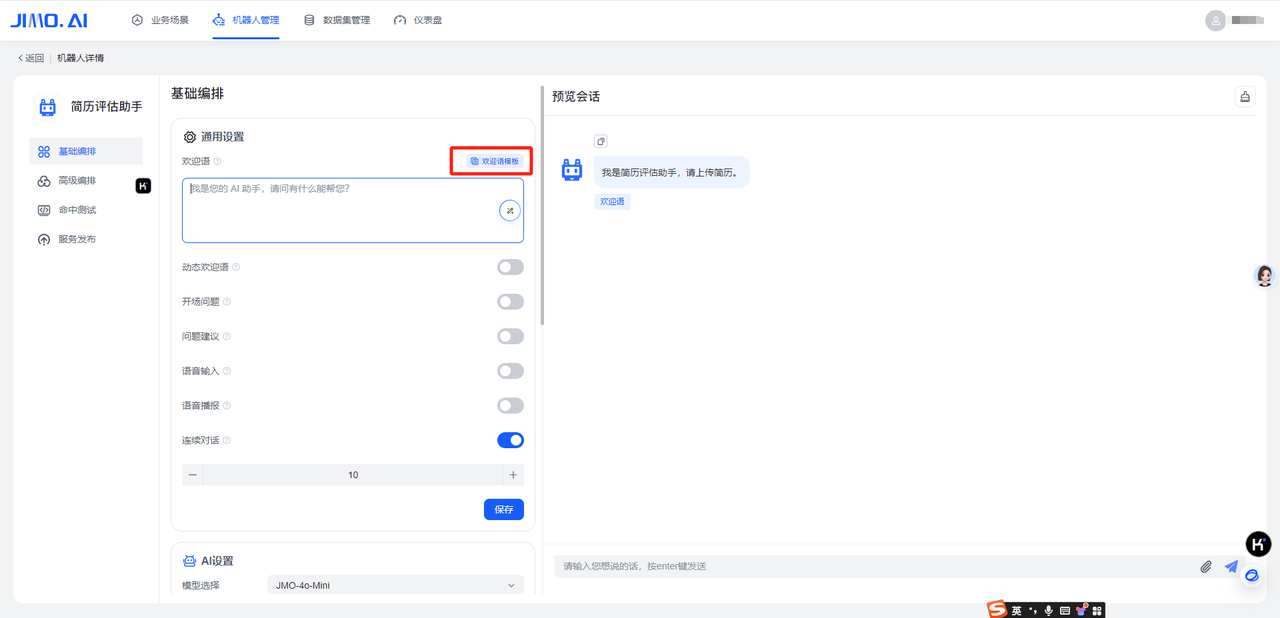 JIMO.AI 业务场景 机器人管理 数据集管理 仪表盘
返回 | 机器人详情
简历评估助手
基础编排
高级编排
命中测试
服务发布
基础编排
通用设置
欢迎语 欢迎语模板
我是您的 AI 助手，请问有什么能帮您?
动态欢迎语
开场问题
问题建议
语音输入
语音播报
连续对话
10
保存
AI设置
模型选择 JMO-4o-Mini
预览会话
我是简历评估助手，请上传简历。
欢迎语
请输入您想说的话，按enter键发送
英